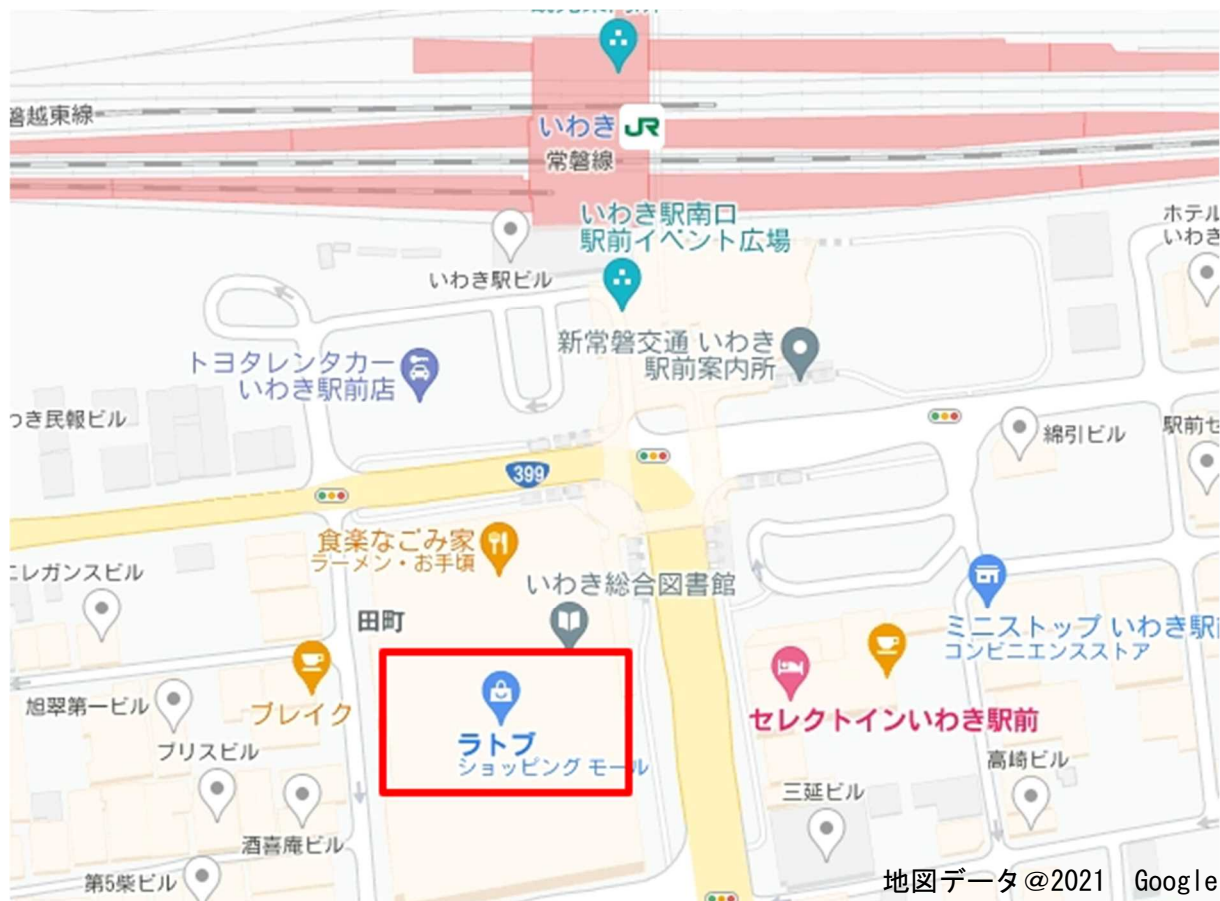 磐越東線
いわき
JR
常磐線
いわき駅南口
駅前イベント広場
ホテル
いわき
いわき駅ビル
新常磐交通 いわき
駅前案内所
トヨタレンタカー
いわき駅前店
き民報ビル
綿引ビル
駅前セ
399
食楽なごみ家
ラーメン・お手頃
いわき総合図書館
レガンスビル
田町
ミニストップ いわき駅
コンビニエンスストア
旭翠第一ビル
ブレイク
ラトブ
ショッピング モール
セレクトインいわき駅前
ブリスビル
高崎ビル
三延ビル
酒喜庵ビル
第5柴ビル
地図データ@2021 Google